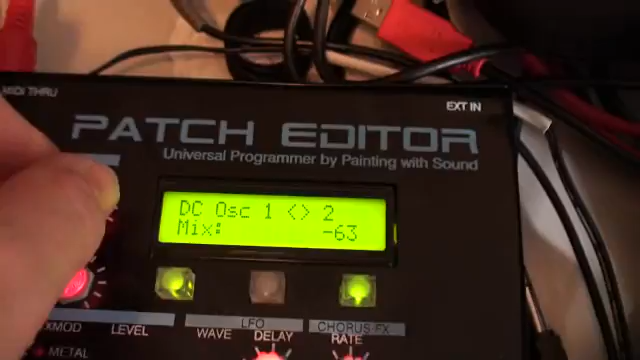 MIDI THRU
EXT IN
PATCH EDITOR
Universal Programmer by Painting with Sound
DC Osc 1 <> 2
Mix: -63
XMOD
LEVEL
LFO
WAVE
DELAY
CHORUS FX
RATE
METAL